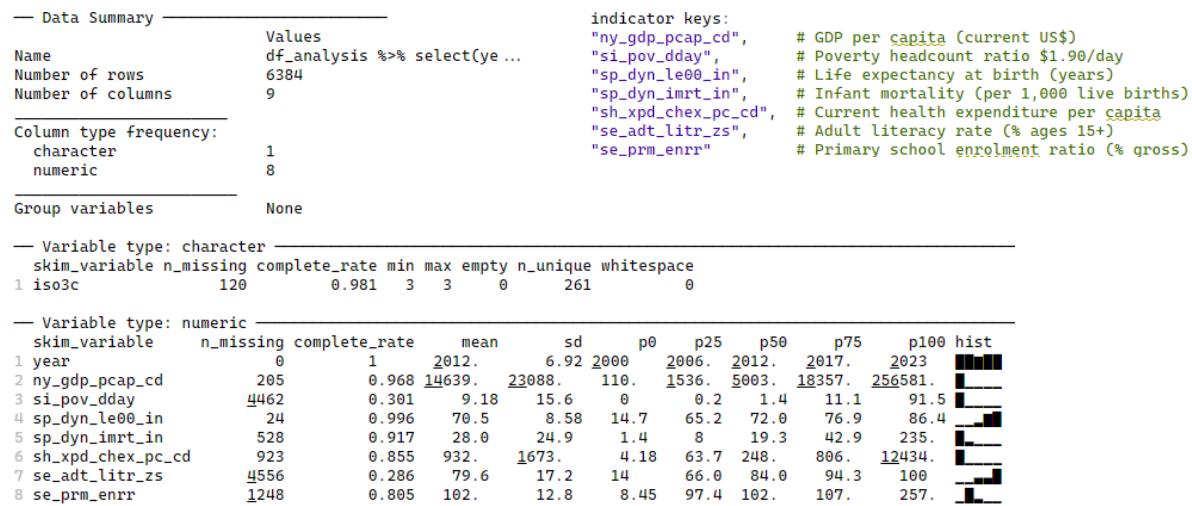 ── Data Summary ────────────────────────
                           Values
Name                       df_analysis %>% select(ye...
Number of rows             6384
Number of columns          9
_______________________
Column type frequency:
  character                1
  numeric                  8
________________________
Group variables            None
indicator keys:
"ny_gdp_pcap_cd",     # GDP per capita (current US$)
"si_pov_dday",        # Poverty headcount ratio $1.90/day
"sp_dyn_le00_in",     # Life expectancy at birth (years)
"sp_dyn_imrt_in",     # Infant mortality (per 1,000 live births)
"sh_xpd_chex_pc_cd",  # Current health expenditure per capita
"se_adt_litr_zs",     # Adult literacy rate (% ages 15+)
"se_prm_enrr"         # Primary school enrolment ratio (% gross)
── Variable type: character ────────────────────────
  skim_variable n_missing complete_rate min max empty n_unique whitespace
1 iso3c               120         0.981   3   3     0      261          0
── Variable type: numeric ────────────────────────
  skim_variable     n_missing complete_rate     mean       sd      p0     p25     p50     p75     p100 hist
1 year                      0         1      2012.       6.92 2000    2006.   2012.   2017.    2023    ██▇██
2 ny_gdp_pcap_cd          205         0.968 14639.   23088.    110.   1536.   5003.  18357.  256581.   █▁▁▁▁
3 si_pov_dday            4462         0.301     9.18    15.6     0       0.2     1.4    11.1     91.5  █▁▁▁▁
4 sp_dyn_le00_in           24         0.996    70.5      8.58   14.7    65.2    72.0    76.9     86.4  ▁▁▃▇█
5 sp_dyn_imrt_in          528         0.917    28.0     24.9     1.4     8      19.3    42.9    235.   █▂▁▁▁
6 sh_xpd_chex_pc_cd       923         0.855   932.    1673.      4.18   63.7   248.    806.   12434.   █▁▁▁▁
7 se_adt_litr_zs         4556         0.286    79.6     17.2    14      66.0    84.0    94.3    100    ▁▁▃▃█
8 se_prm_enrr            1248         0.805   102.      12.8     8.45   97.4   102.    107.     257.   ▁█▂▁▁